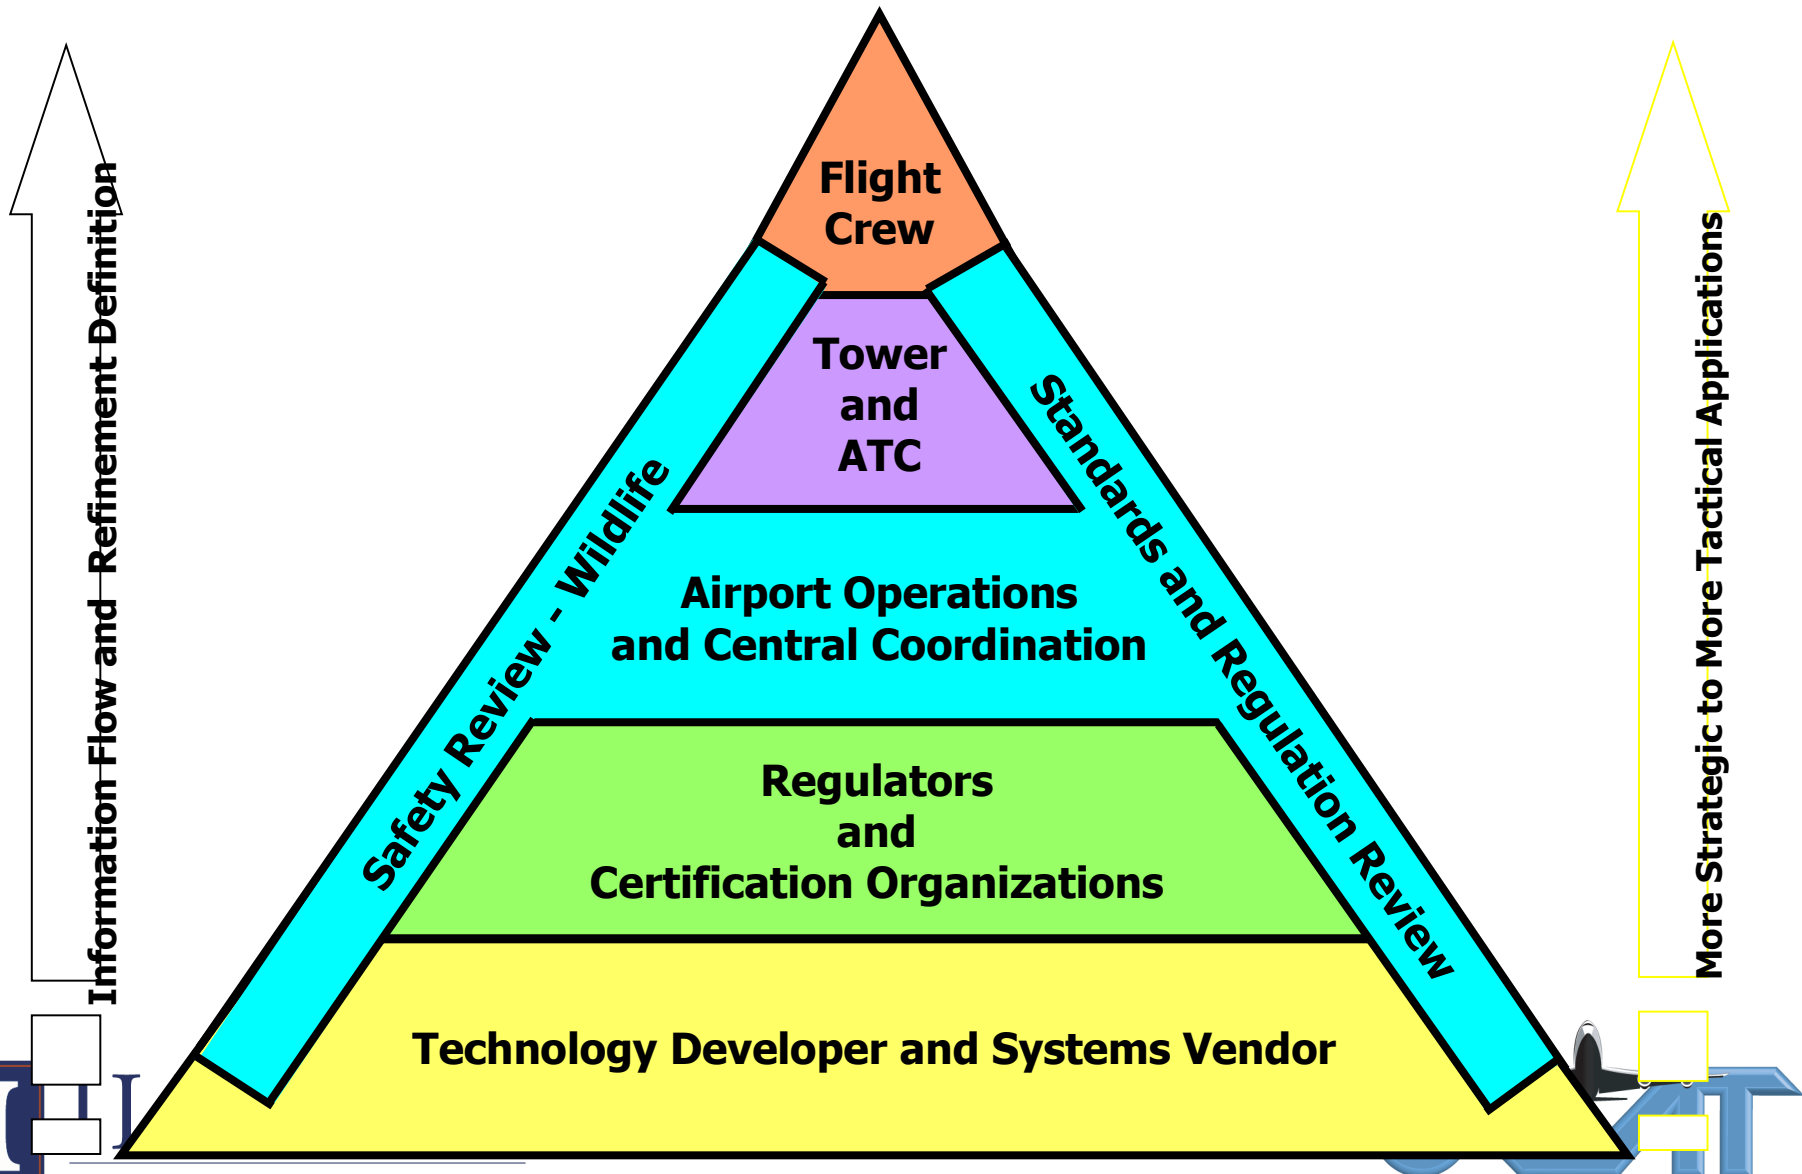 Flight
Crew
Tower
and
ATC
Airport Operations
and Central Coordination
Regulators
and
Certification Organizations
Technology Developer and Systems Vendor
Safety Review - Wildlife
Standards and Regulation Review
Information Flow and Refinement Definition
More Strategic to More Tactical Applications